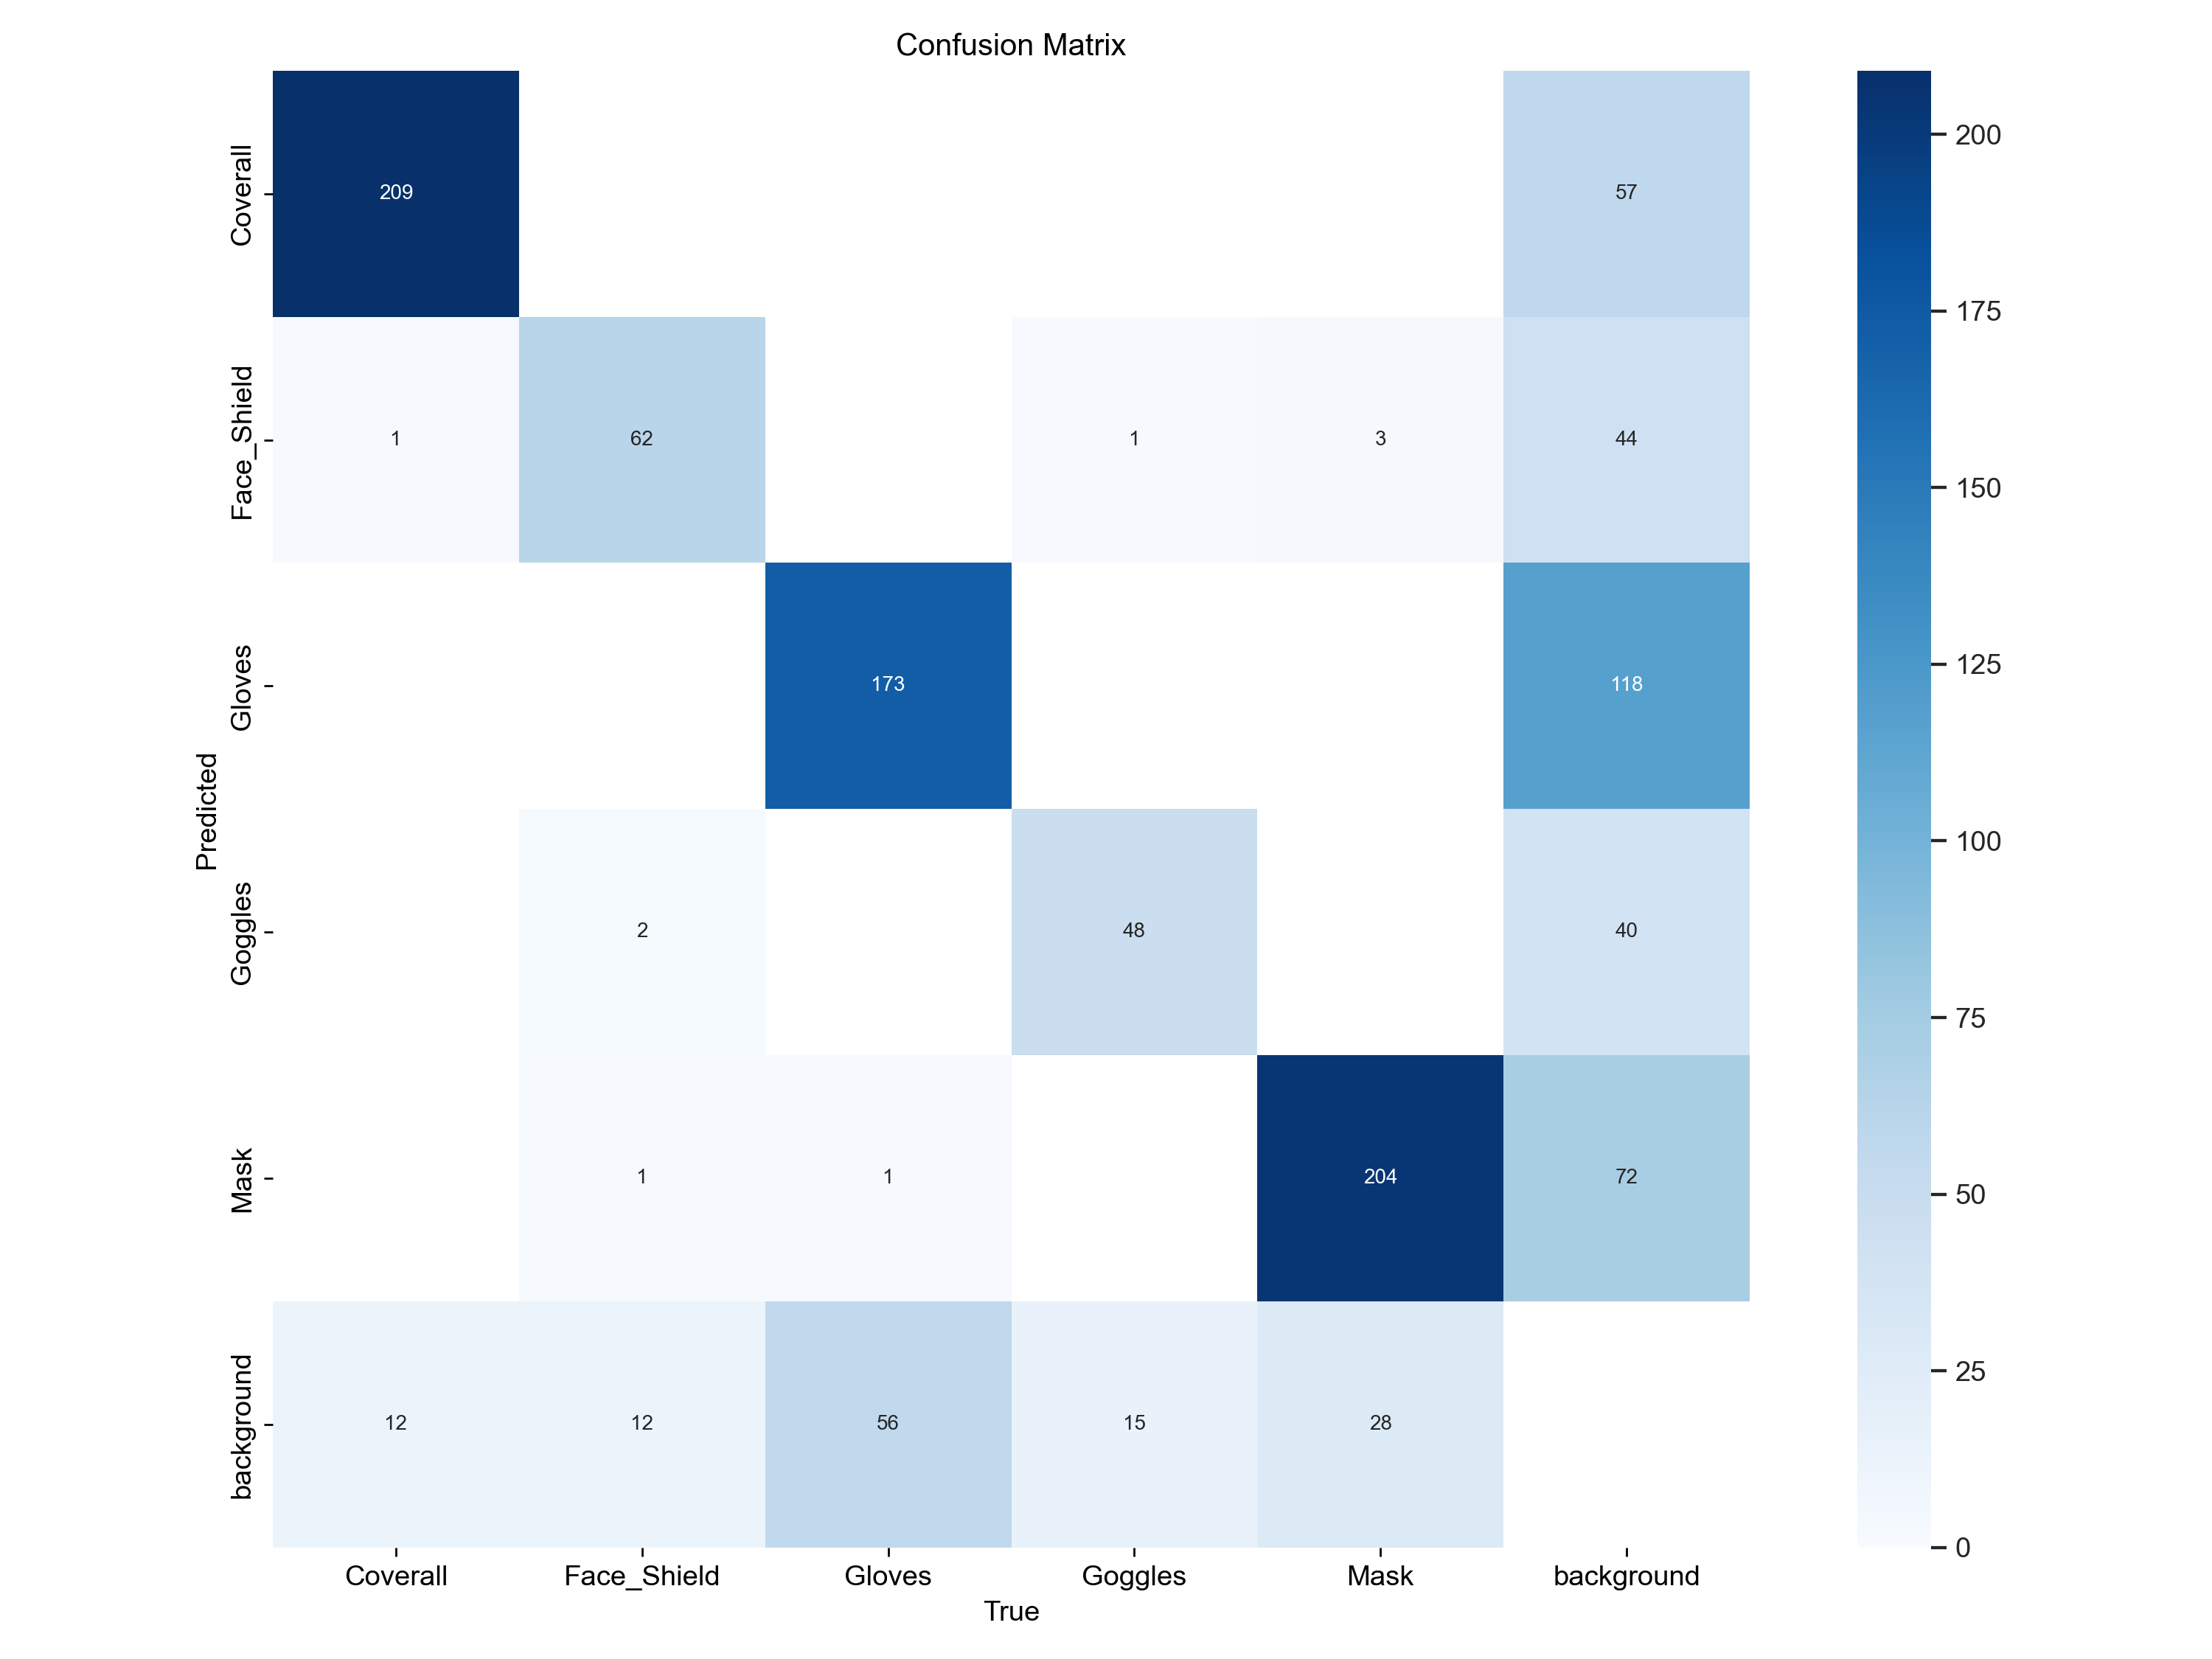 Confusion Matrix
Predicted
Coverall
209
57
200
175
Face_Shield
1
62
1
3
44
150
Gloves
173
118
125
100
Goggles
2
48
40
75
Mask
1
1
204
72
50
25
background
12
12
56
15
28
0
Coverall
Face_Shield
Gloves
Goggles
Mask
background
True